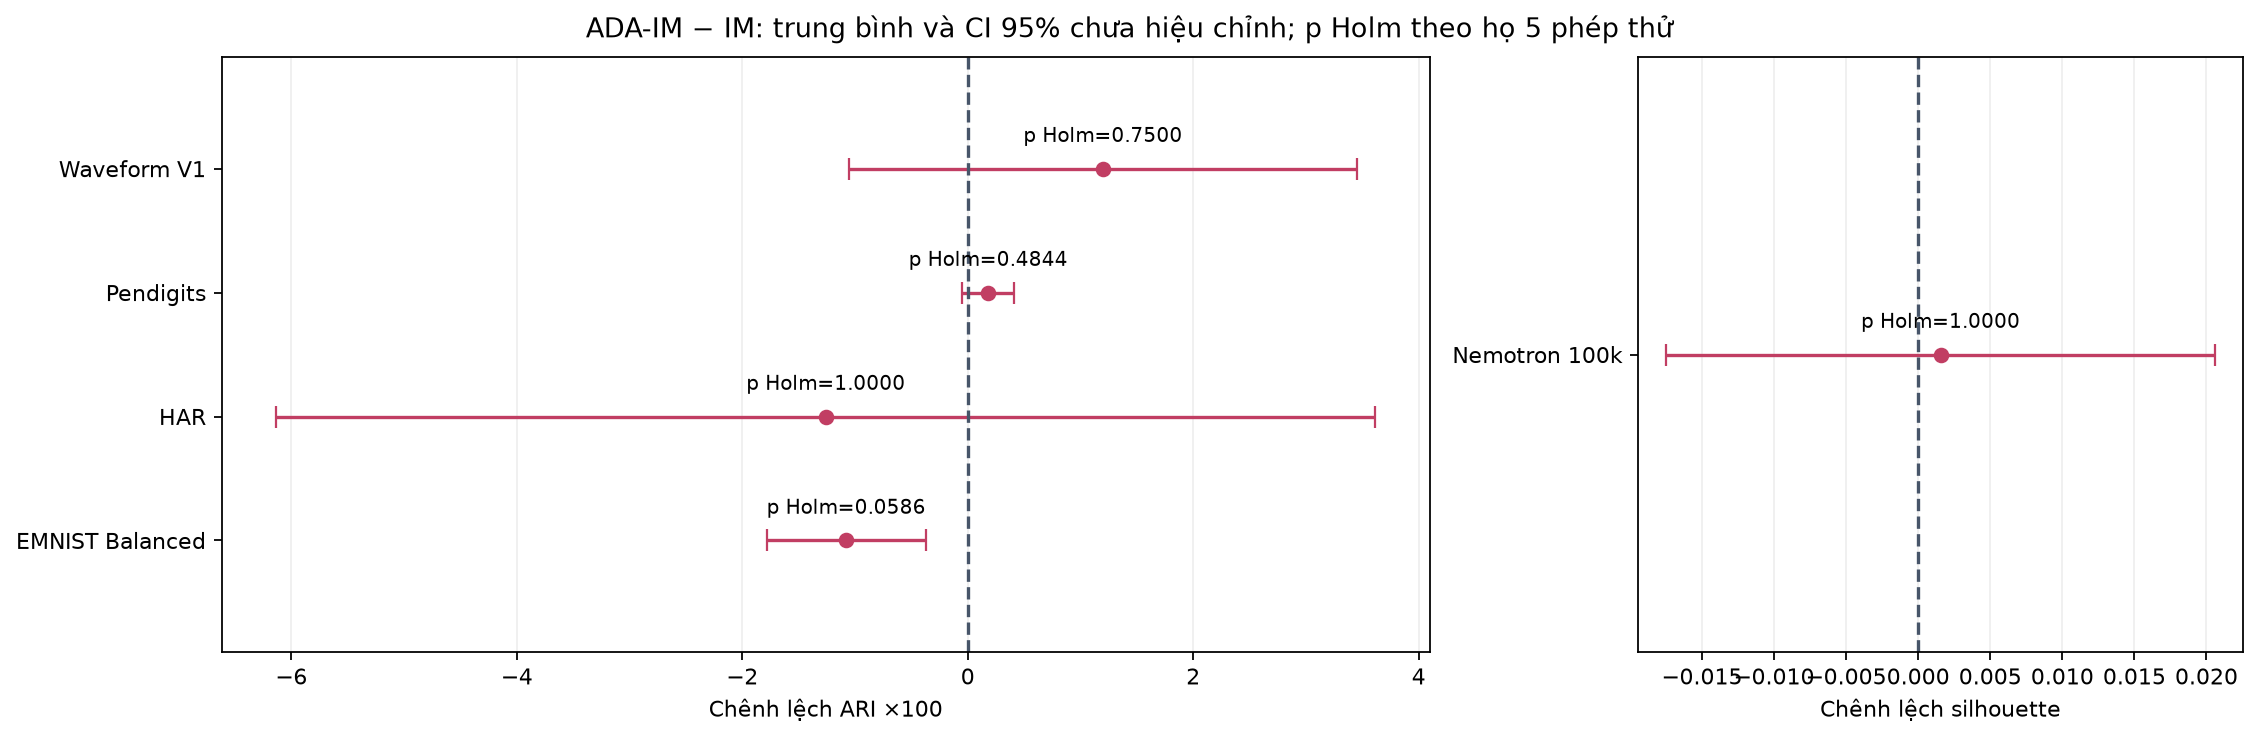 ADA-IM − IM: trung bình và CI 95% chưa hiệu chỉnh; p Holm theo họ 5 phép thử
Waveform V1
p Holm=0.7500
Pendigits
p Holm=0.4844
HAR
p Holm=1.0000
EMNIST Balanced
p Holm=0.0586
−6 −4 −2 0 2 4
Chênh lệch ARI ×100
Nemotron 100k
p Holm=1.0000
−0.015 −0.010 −0.005 0.000 0.005 0.010 0.015 0.020
Chênh lệch silhouette